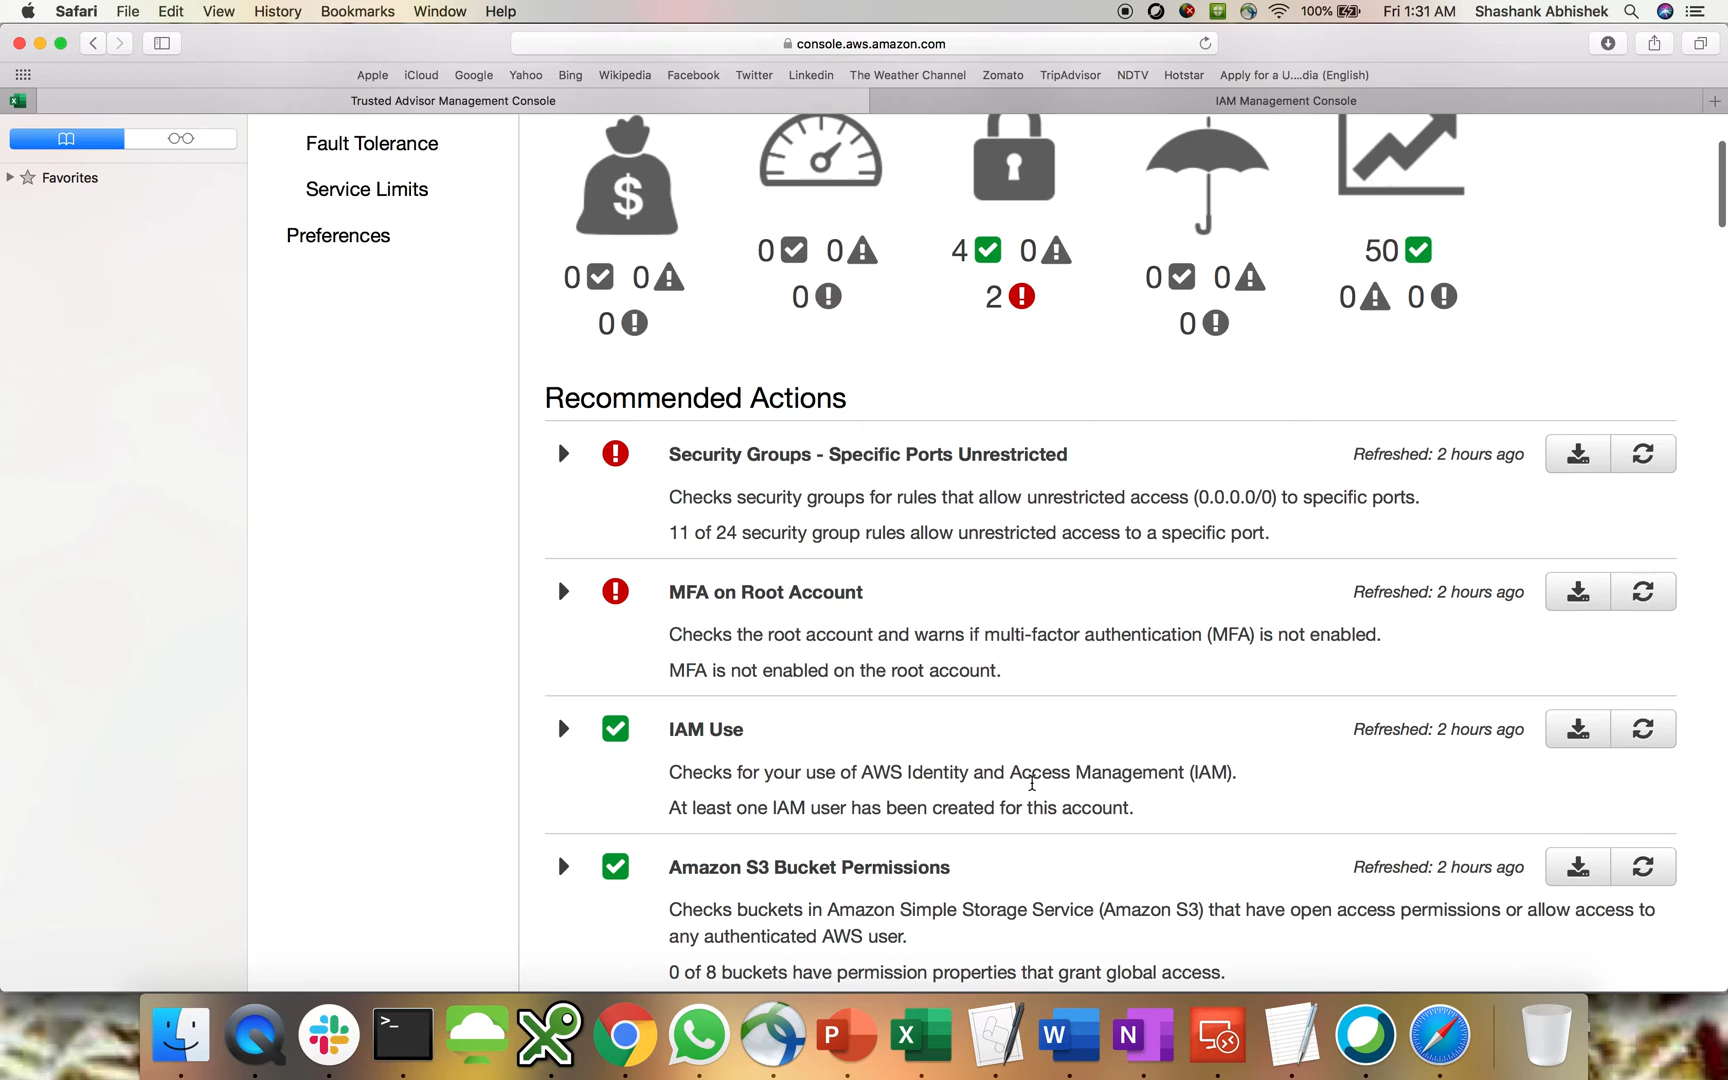 Safari File Edit View History Bookmarks Window Help 100% Fri 1:31 AM Shashank Abhishek
console.aws.amazon.com
Apple iCloud Google Yahoo Bing Wikipedia Facebook Twitter Linkedin The Weather Channel Zomato TripAdvisor NDTV Hotstar Apply for a U....dia (English)
Trusted Advisor Management Console IAM Management Console
Favorites
Fault Tolerance
Service Limits
Preferences
$
0 0 0 0 4 0 0 0 50
0 0 2 0 0 0
Recommended Actions
Security Groups - Specific Ports Unrestricted Refreshed: 2 hours ago
Checks security groups for rules that allow unrestricted access (0.0.0.0/0) to specific ports.
11 of 24 security group rules allow unrestricted access to a specific port.
MFA on Root Account Refreshed: 2 hours ago
Checks the root account and warns if multi-factor authentication (MFA) is not enabled.
MFA is not enabled on the root account.
IAM Use Refreshed: 2 hours ago
Checks for your use of AWS Identity and Access Management (IAM).
At least one IAM user has been created for this account.
Amazon S3 Bucket Permissions Refreshed: 2 hours ago
Checks buckets in Amazon Simple Storage Service (Amazon S3) that have open access permissions or allow access to
any authenticated AWS user.
0 of 8 buckets have permission properties that grant global access.
>_ X P X W N